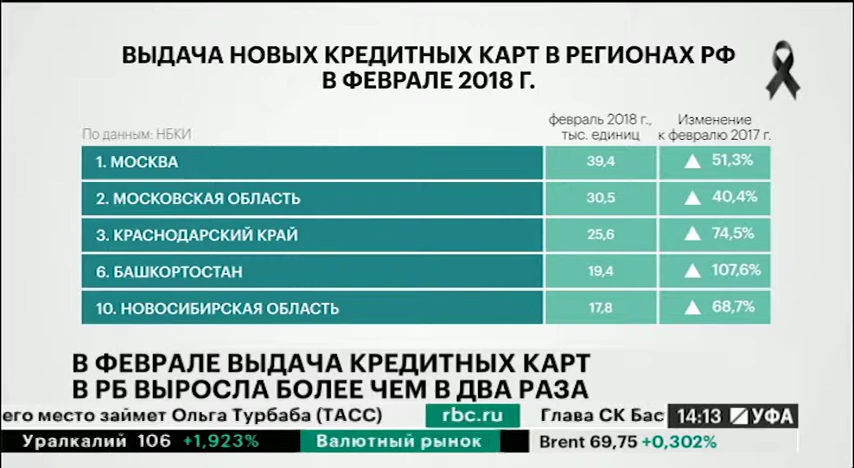 ВЫДАЧА НОВЫХ КРЕДИТНЫХ КАРТ В РЕГИОНАХ РФ
В ФЕВРАЛЕ 2018 Г.
По данным: НБКИ
февраль 2018 г.,
тыс. единиц
Изменение
к февралю 2017 г.
1. МОСКВА 39,4 ▲ 51,3%
2. МОСКОВСКАЯ ОБЛАСТЬ 30,5 ▲ 40,4%
3. КРАСНОДАРСКИЙ КРАЙ 25,6 ▲ 74,5%
6. БАШКОРТОСТАН 19,4 ▲ 107,6%
10. НОВОСИБИРСКАЯ ОБЛАСТЬ 17,8 ▲ 68,7%
В ФЕВРАЛЕ ВЫДАЧА КРЕДИТНЫХ КАРТ
В РБ ВЫРОСЛА БОЛЕЕ ЧЕМ В ДВА РАЗА
его место займет Ольга Турбаба (ТАСС) rbc.ru Глава СК Бас 14:13 УФА
Уралкалий 106 +1,923% Валютный рынок Brent 69,75 +0,302%